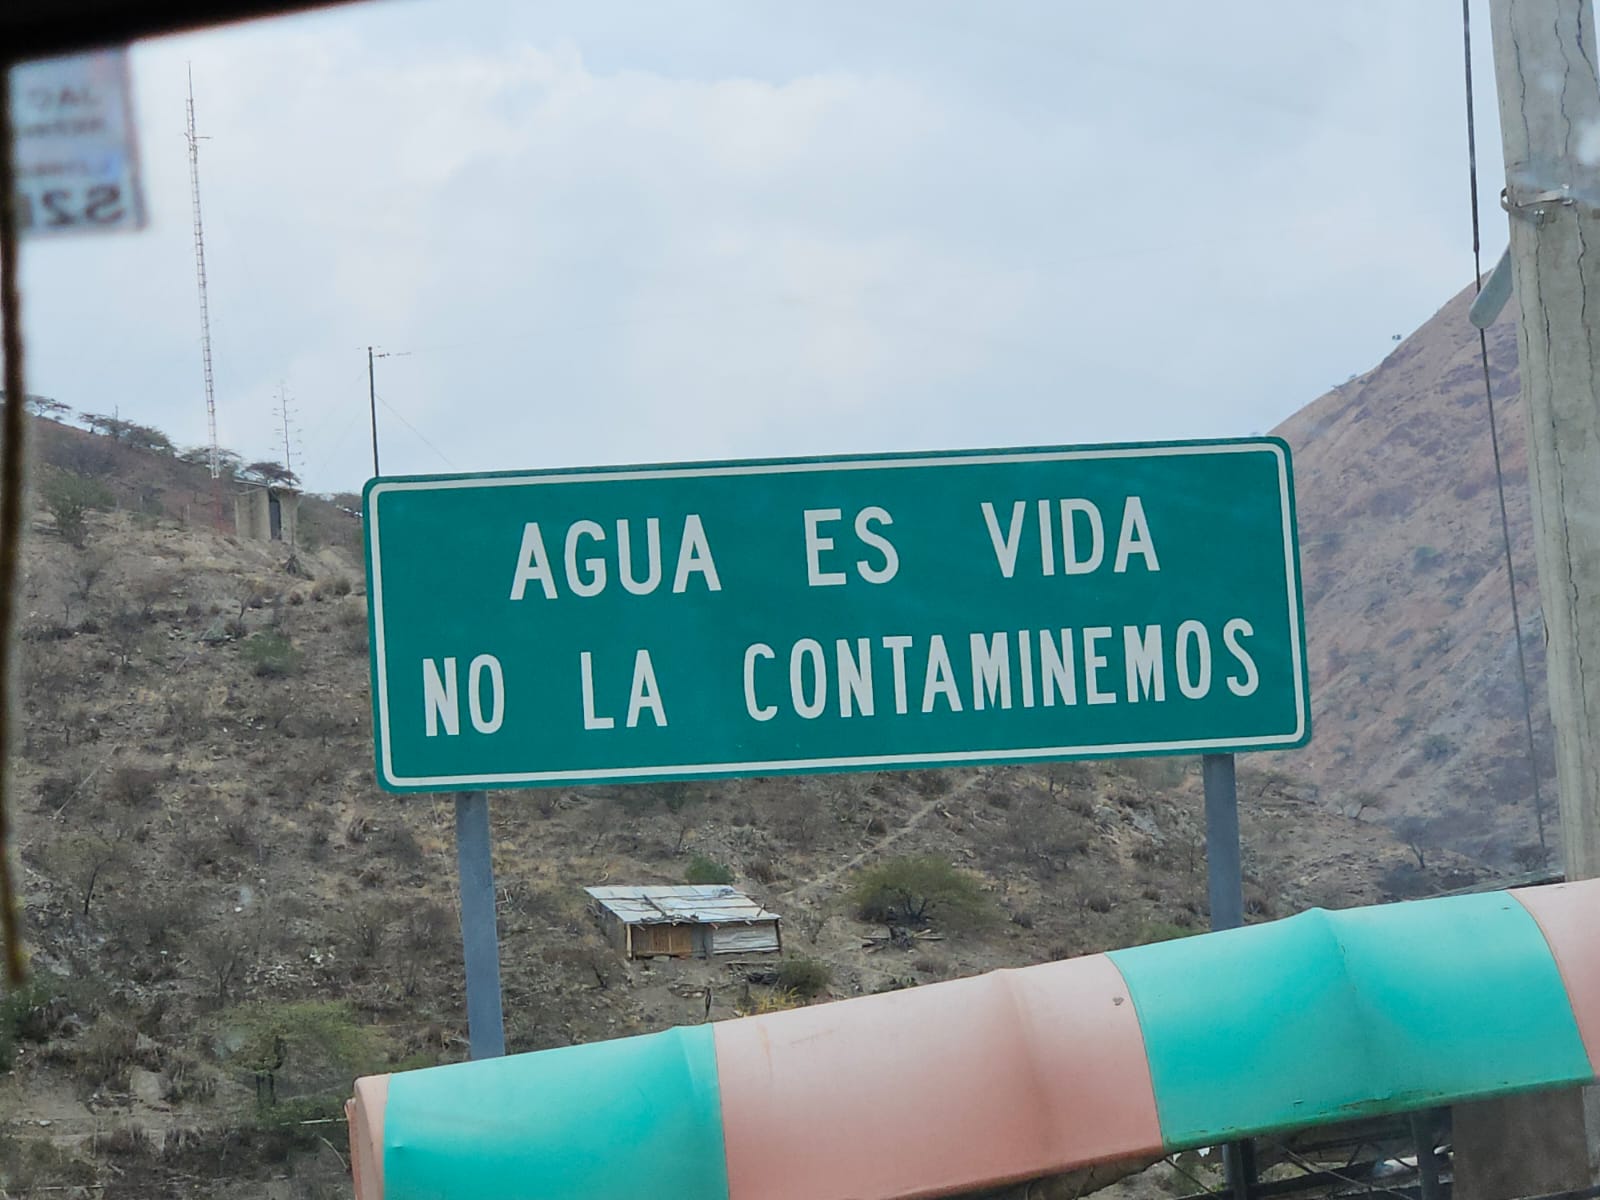 AGUA ES VIDA
NO LA CONTAMINEMOS